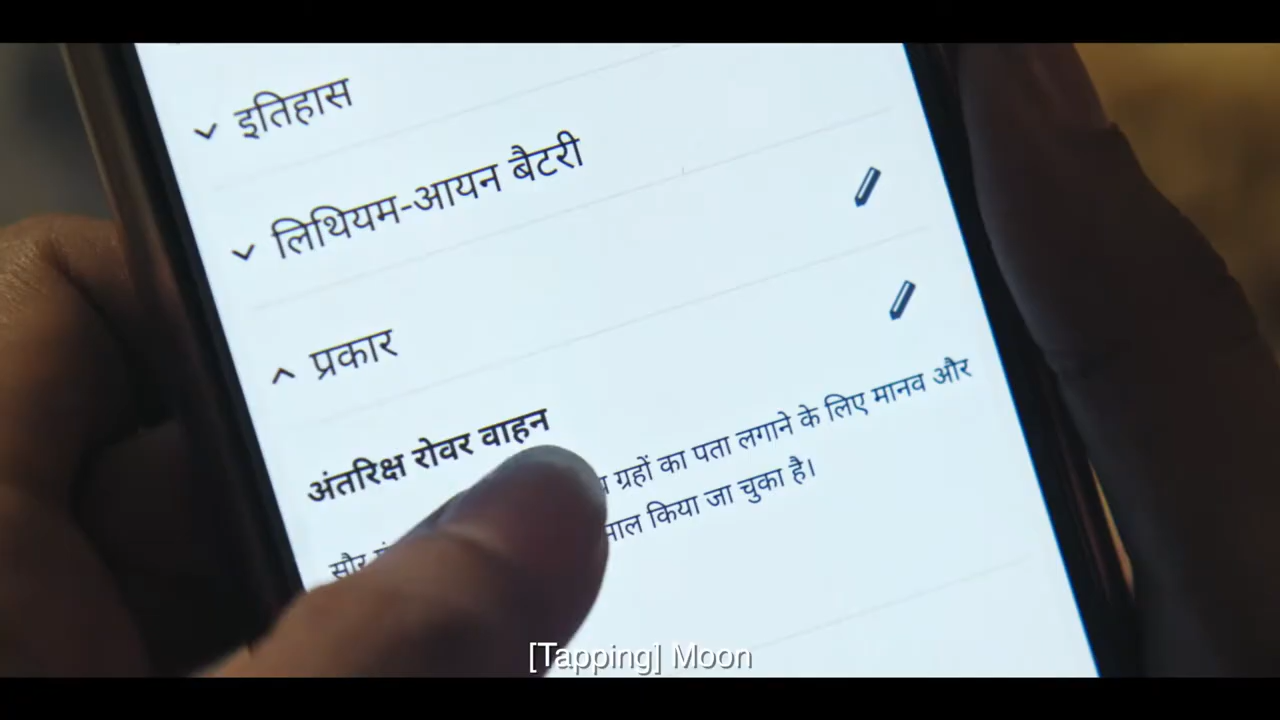 इतिहास
लिथियम-आयन बैटरी
प्रकार
अंतरिक्ष रोवर वाहन
सौर ग्रहों का पता लगाने के लिए मानव और
किया जा चुका है।
[Tapping] Moon